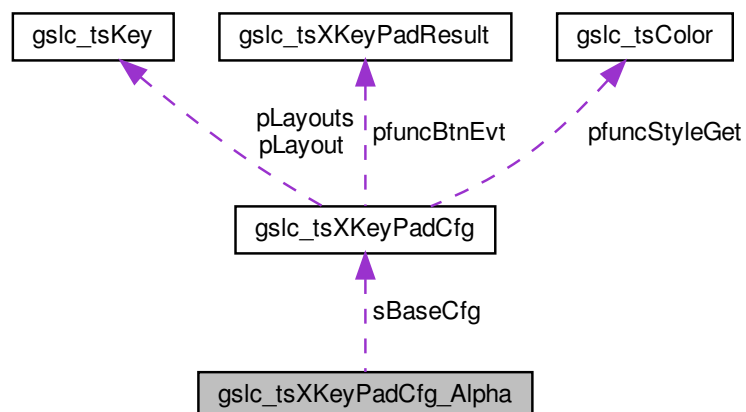 gslc_tsKey
gslc_tsXKeyPadResult
gslc_tsColor
pLayouts
pLayout
pfuncBtnEvt
pfuncStyleGet
gslc_tsXKeyPadCfg
sBaseCfg
gslc_tsXKeyPadCfg_Alpha